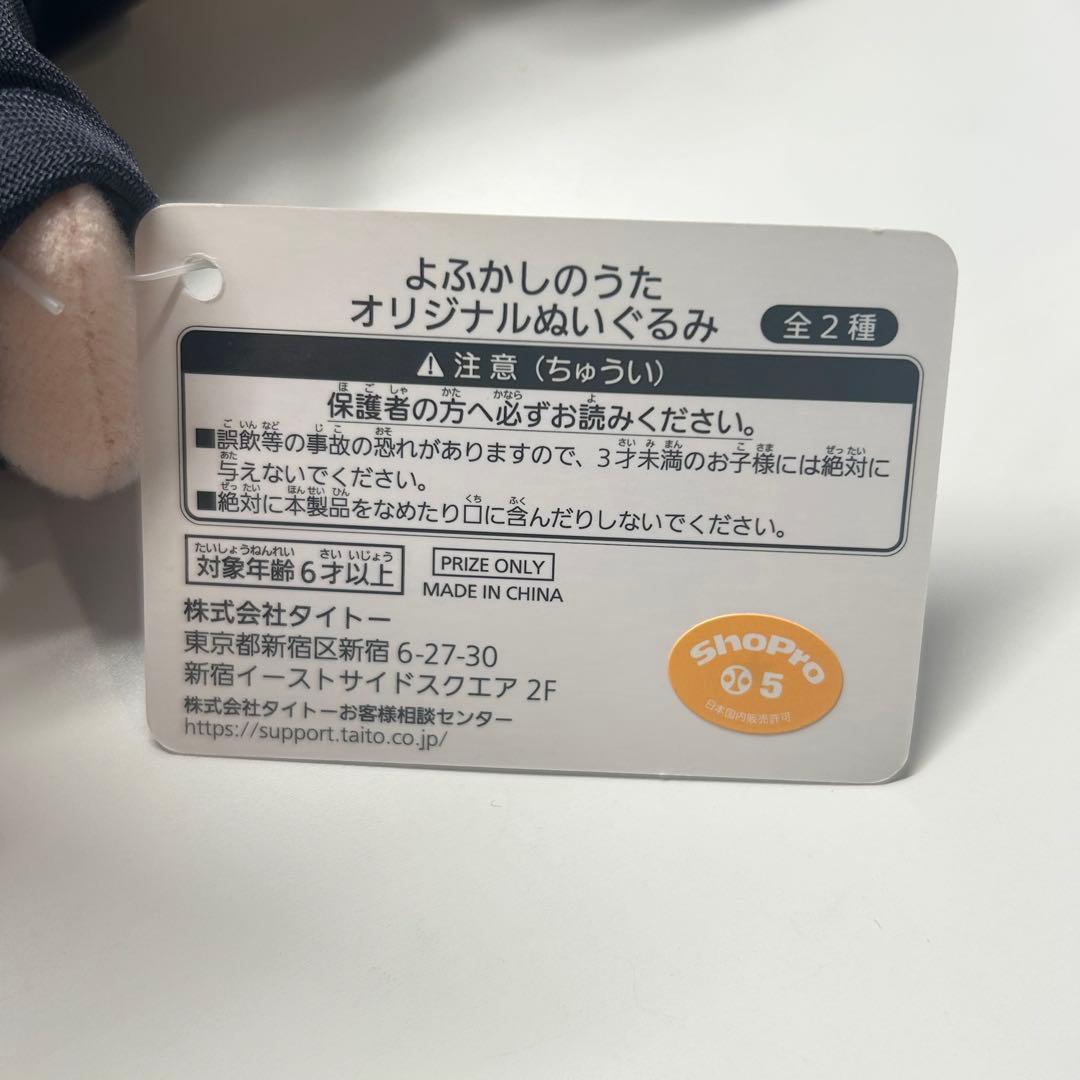 よふかしのうた
オリジナルぬいぐるみ 全2種
⚠注意（ちゅうい）
保護者の方へ必ずお読みください。
■誤飲等の事故の恐れがありますので、3才未満のお子様には絶対に
与えないでください。
■絶対に本製品をなめたり口に含んだりしないでください。
対象年齢6才以上 PRIZE ONLY
MADE IN CHINA
株式会社タイトー
東京都新宿区新宿 6-27-30
新宿イーストサイドスクエア 2F
株式会社タイトーお客様相談センター
https://support.taito.co.jp/
ShoPro
5
日本国内販売許可